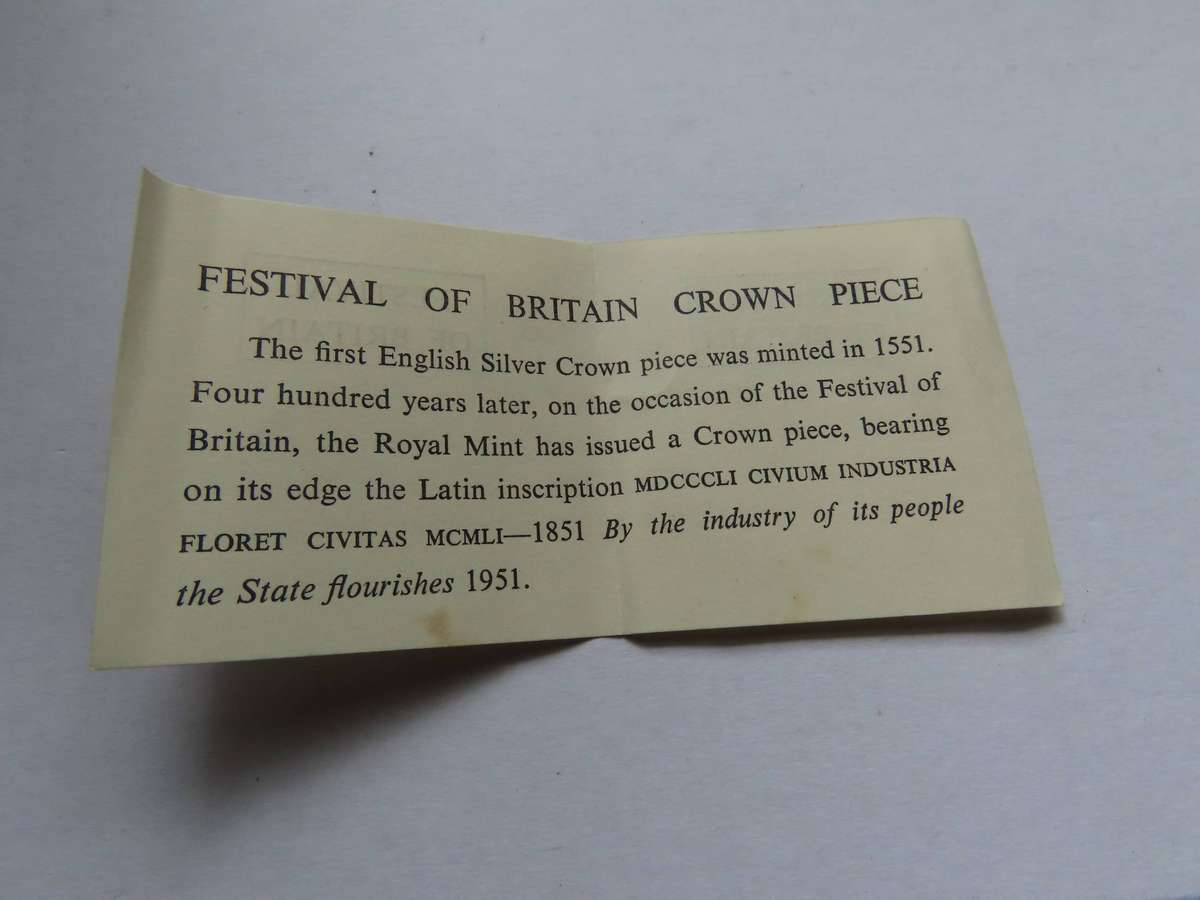 FESTIVAL OF BRITAIN CROWN PIECE
The first English Silver Crown piece was minted in 1551.
Four hundred years later, on the occasion of the Festival of
Britain, the Royal Mint has issued a Crown piece, bearing
on its edge the Latin inscription MDCCCLI CIVIUM INDUSTRIA
FLORET CIVITAS MCMLI—1851 By the industry of its people
the State flourishes 1951.